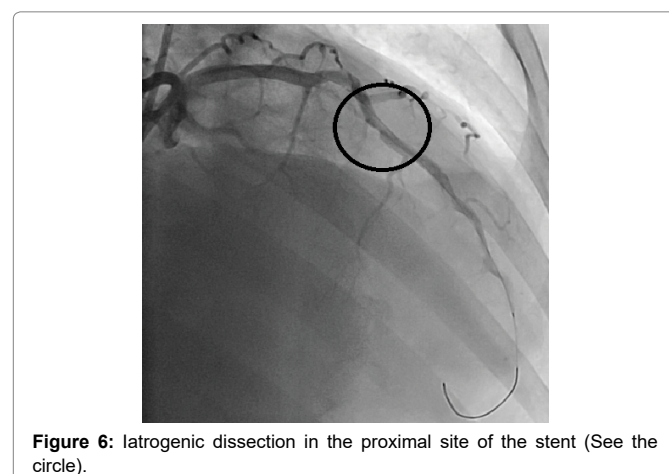 Figure 6: Iatrogenic dissection in the proximal site of the stent (See the
circle).